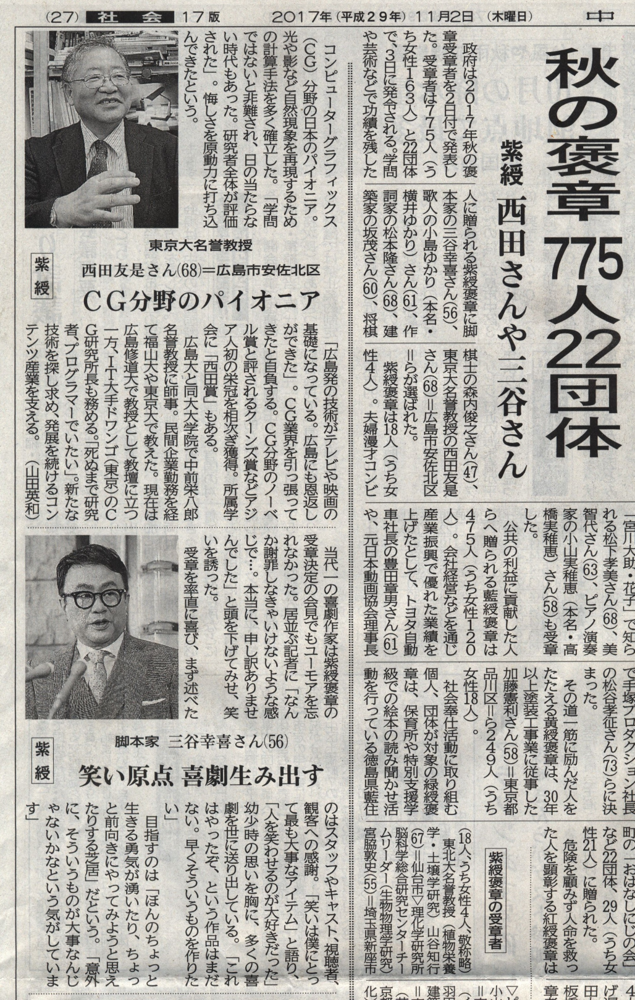 (27) 社会 17版 2017年(平成29年)11月2日 (木曜日) 中
秋の褒章 775人22団体
紫綬 西田さんや三谷さん
政府は2017年秋の褒
章受章者を2日付で発表し
た。受章者は775人(う
ち女性163人)と22団体
で、3日に発令される。学問
や芸術などで功績を残した
人に贈られる紫綬褒章に脚
本家の三谷幸喜さん(56)、
歌人の小島ゆかり(本名・
横井ゆかり)さん(61)、作
詞家の松本隆さん(68)、建
築家の坂茂さん(60)、将棋
棋士の森内俊之さん(47)、
東京大名誉教授の西田友是
さん(68)=広島市安佐北区
=らが選ばれた。
紫綬褒章は18人(うち女
性4人)。夫婦漫才コンビ
「宮川大助・花子」で知ら
れる松下孝美さん(68)、美
智代さん(63)、ピアノ演奏
家の小山実稚恵(本名・高
橋実稚恵)さん(58)も受章
した。
公共の利益に貢献した人
らへ贈られる藍綬褒章は
475人(うち女性120
人)。会社経営などを通じ
産業振興で優れた業績を
上げたとして、トヨタ自動
車社長の豊田章男さん(61)
や、元日本動画協会理事長
で手塚プロダクション社長
の松谷孝征さん(73)らに決
まった。
その道一筋に励んだ人を
たたえる黄綬褒章は、30年
以上塗装工事業に従事した
加藤憲利さん(58)=東京都
品川区=ら249人(うち
女性18人)。
社会奉仕活動に取り組む
個人、団体が対象の緑綬褒
章は、保育所や特別支援学
級での絵本の読み聞かせ活
動を行っている徳島県藍住
町の「おはなしにじの会」
など22団体、29人(うち女
性21人)に贈られた。
危険を顧みず人命を救っ
た人を顕彰する紅綬褒章は
紫綬褒章の受章者
(18人、うち女性4人、敬称略)
東北大名誉教授(植物栄養
学・土壌学研究) 山谷知行
(67)=仙台市▽理化学研究所
脳科学総合研究センターチー
ムリーダー(生物物理学研究)
宮脇敦史(55)=埼玉県新座市
コンピューターグラフィックス
(CG)分野の日本のパイオニア。
光や影など自然現象を再現するため
の計算手法を多く確立した。「学問
ではないと非難され、日の当たらな
い時代もあった。研究者全体が評価
された」。悔しさを原動力に打ち込
んできたという。
紫綬
東京大名誉教授
西田友是さん(68)=広島市安佐北区
CG分野のパイオニア
「広島発の技術がテレビや映画の
基礎になっている。広島にも恩返し
ができた」。CG業界を引っ張って
きたと自負する。CG分野のノーベ
ル賞と評されるクーンズ賞などアジ
ア人初の栄冠を相次ぎ獲得。所属学
会に「西田賞」もある。
広島大と同大大学院で中前栄八郎
名誉教授に師事。民間企業勤務を経
て福山大や東京大で教えた。現在は
広島修道大で教授として教壇に立つ
一方、IT大手ドワンゴ(東京)のC
G研究所長も務める。「死ぬまで研究
者。プログラマーでいたい」。新たな
技術を探し求め、発展を続けるコン
テンツ産業を支える。 (山田英和)
当代一の喜劇作家は紫綬褒章の
受章決定の会見でもユーモアを忘
れなかった。居並ぶ記者に「なん
か謝罪しなきゃいけないような感
じで…。本当に、申し訳ありませ
んでした」と頭を下げてみせ、笑
いを誘った。
受章を率直に喜び、まず述べた
紫綬
脚本家 三谷幸喜さん(56)
笑い原点 喜劇生み出す
のはスタッフやキャスト、視聴者、
観客への感謝。「笑いは僕にとっ
て最も大事なアイテム」と語り、
「人を笑わせるのが大好きだった」
幼少時の思いを胸に、多くの喜
劇を世に送り出している。「これ
はやったぞ、という作品はまだ
ない。早くそういうものを作りた
い」
目指すのは「ほんのちょっと
生きる勇気が湧いたり、ちょっ
と前向きにやってみようと思え
たりする芝居」だという。「意外
に、そういうものが大事なんじ
ゃないかなという気がしていま
す」